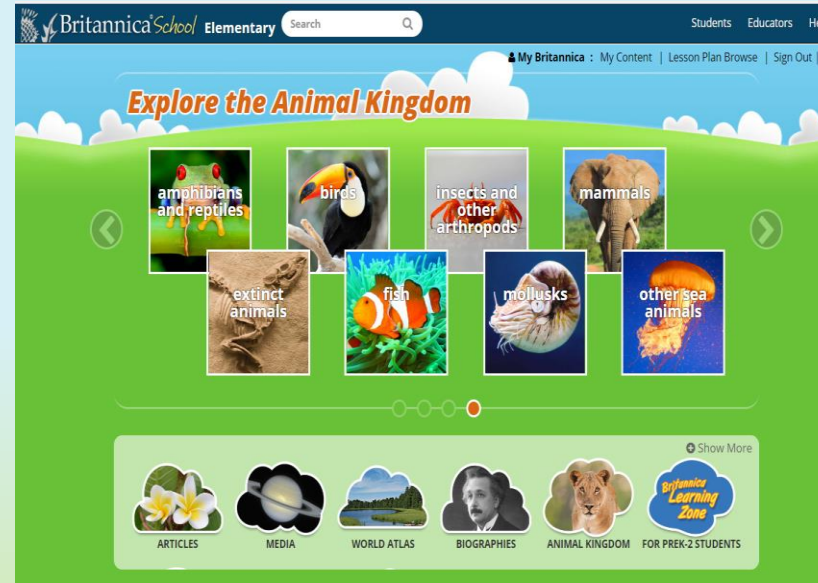 Britannica School Elementary Search Students Educators He
My Britannica : My Content | Lesson Plan Browse | Sign Out |
Explore the Animal Kingdom
amphibians
and reptiles
birds
insects and
other
arthropods
mammals
extinct
animals
fish
mollusks
other sea
animals
Show More
Britannica
Learning
Zone
ARTICLES MEDIA WORLD ATLAS BIOGRAPHIES ANIMAL KINGDOM FOR PREK-2 STUDENTS